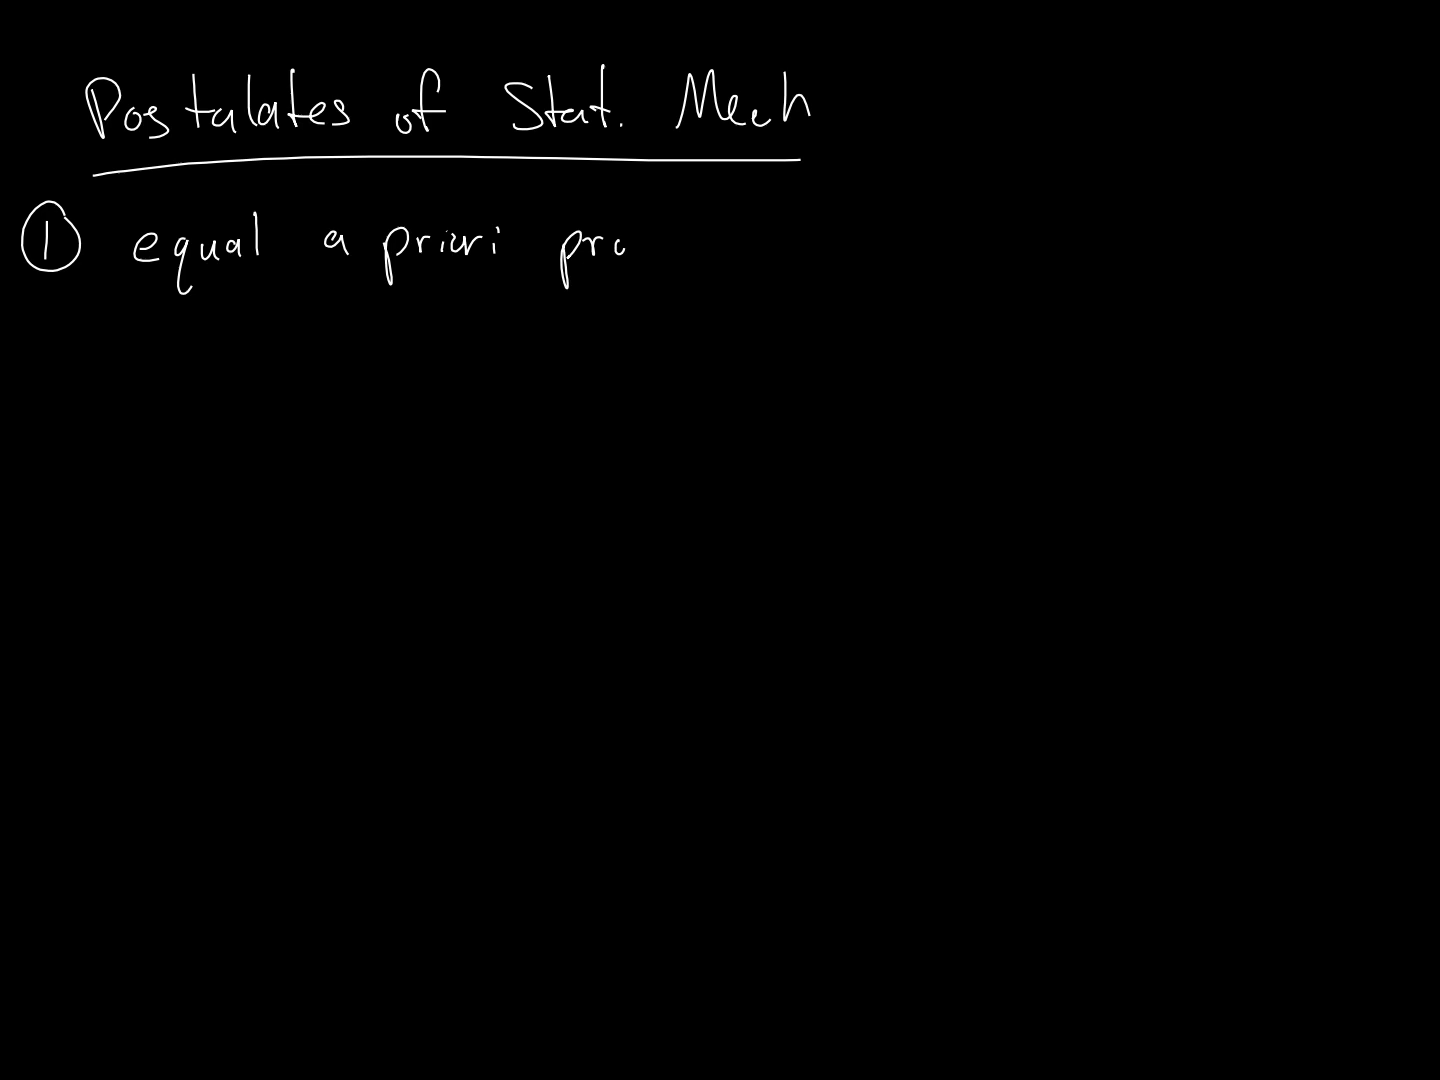 Postulates of Stat. Mech
① equal a priori pro